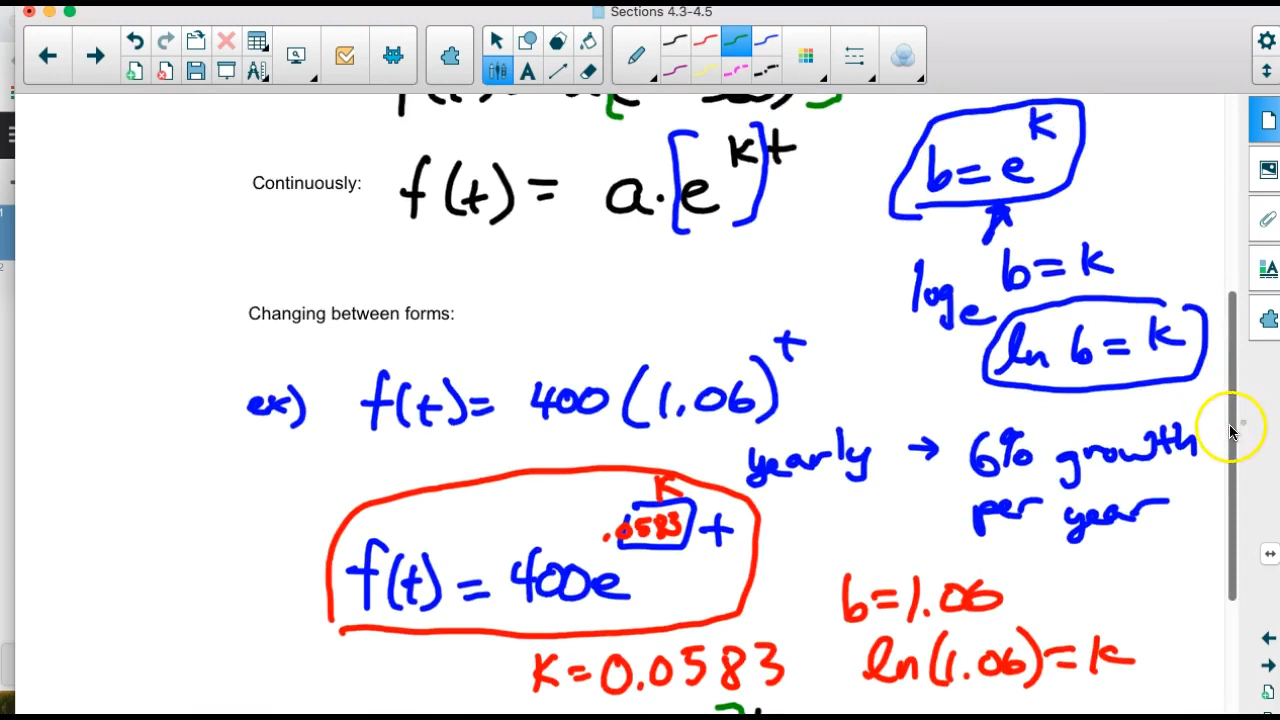 Sections 4.3-4.5
Continuously: f(t) = a·[e^k]^t
b = e^k
log_e b = k
ln b = k
Changing between forms:
ex) f(t) = 400(1.06)^t
yearly → 6% growth
per year
K
f(t) = 400e^.0583 t
b = 1.06
K = 0.0583
ln(1.06) = k